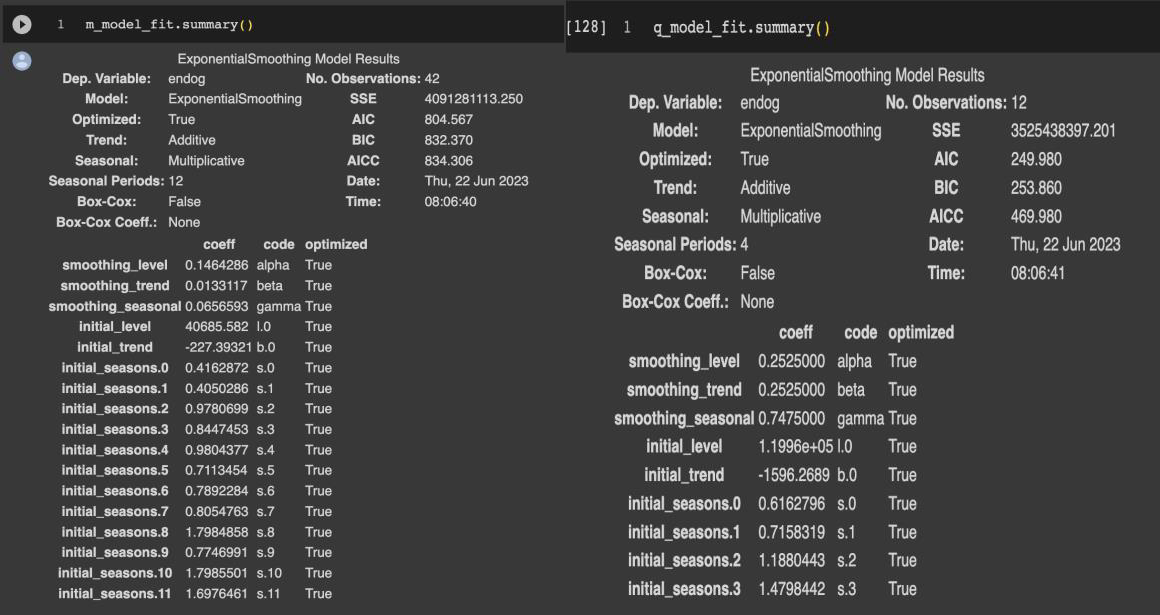 1 m_model_fit.summary()
ExponentialSmoothing Model Results
Dep. Variable: endog No. Observations: 42
Model: ExponentialSmoothing SSE 4091281113.250
Optimized: True AIC 804.567
Trend: Additive BIC 832.370
Seasonal: Multiplicative AICC 834.306
Seasonal Periods: 12 Date: Thu, 22 Jun 2023
Box-Cox: False Time: 08:06:40
Box-Cox Coeff.: None
coeff code optimized
smoothing_level 0.1464286 alpha True
smoothing_trend 0.0133117 beta True
smoothing_seasonal 0.0656593 gamma True
initial_level 40685.582 l.0 True
initial_trend -227.39321 b.0 True
initial_seasons.0 0.4162872 s.0 True
initial_seasons.1 0.4050286 s.1 True
initial_seasons.2 0.9780699 s.2 True
initial_seasons.3 0.8447453 s.3 True
initial_seasons.4 0.9804377 s.4 True
initial_seasons.5 0.7113454 s.5 True
initial_seasons.6 0.7892284 s.6 True
initial_seasons.7 0.8054763 s.7 True
initial_seasons.8 1.7984858 s.8 True
initial_seasons.9 0.7746991 s.9 True
initial_seasons.10 1.7985501 s.10 True
initial_seasons.11 1.6976461 s.11 True
[128] 1 q_model_fit.summary()
ExponentialSmoothing Model Results
Dep. Variable: endog No. Observations: 12
Model: ExponentialSmoothing SSE 3525438397.201
Optimized: True AIC 249.980
Trend: Additive BIC 253.860
Seasonal: Multiplicative AICC 469.980
Seasonal Periods: 4 Date: Thu, 22 Jun 2023
Box-Cox: False Time: 08:06:41
Box-Cox Coeff.: None
coeff code optimized
smoothing_level 0.2525000 alpha True
smoothing_trend 0.2525000 beta True
smoothing_seasonal 0.7475000 gamma True
initial_level 1.1996e+05 l.0 True
initial_trend -1596.2689 b.0 True
initial_seasons.0 0.6162796 s.0 True
initial_seasons.1 0.7158319 s.1 True
initial_seasons.2 1.1880443 s.2 True
initial_seasons.3 1.4798442 s.3 True